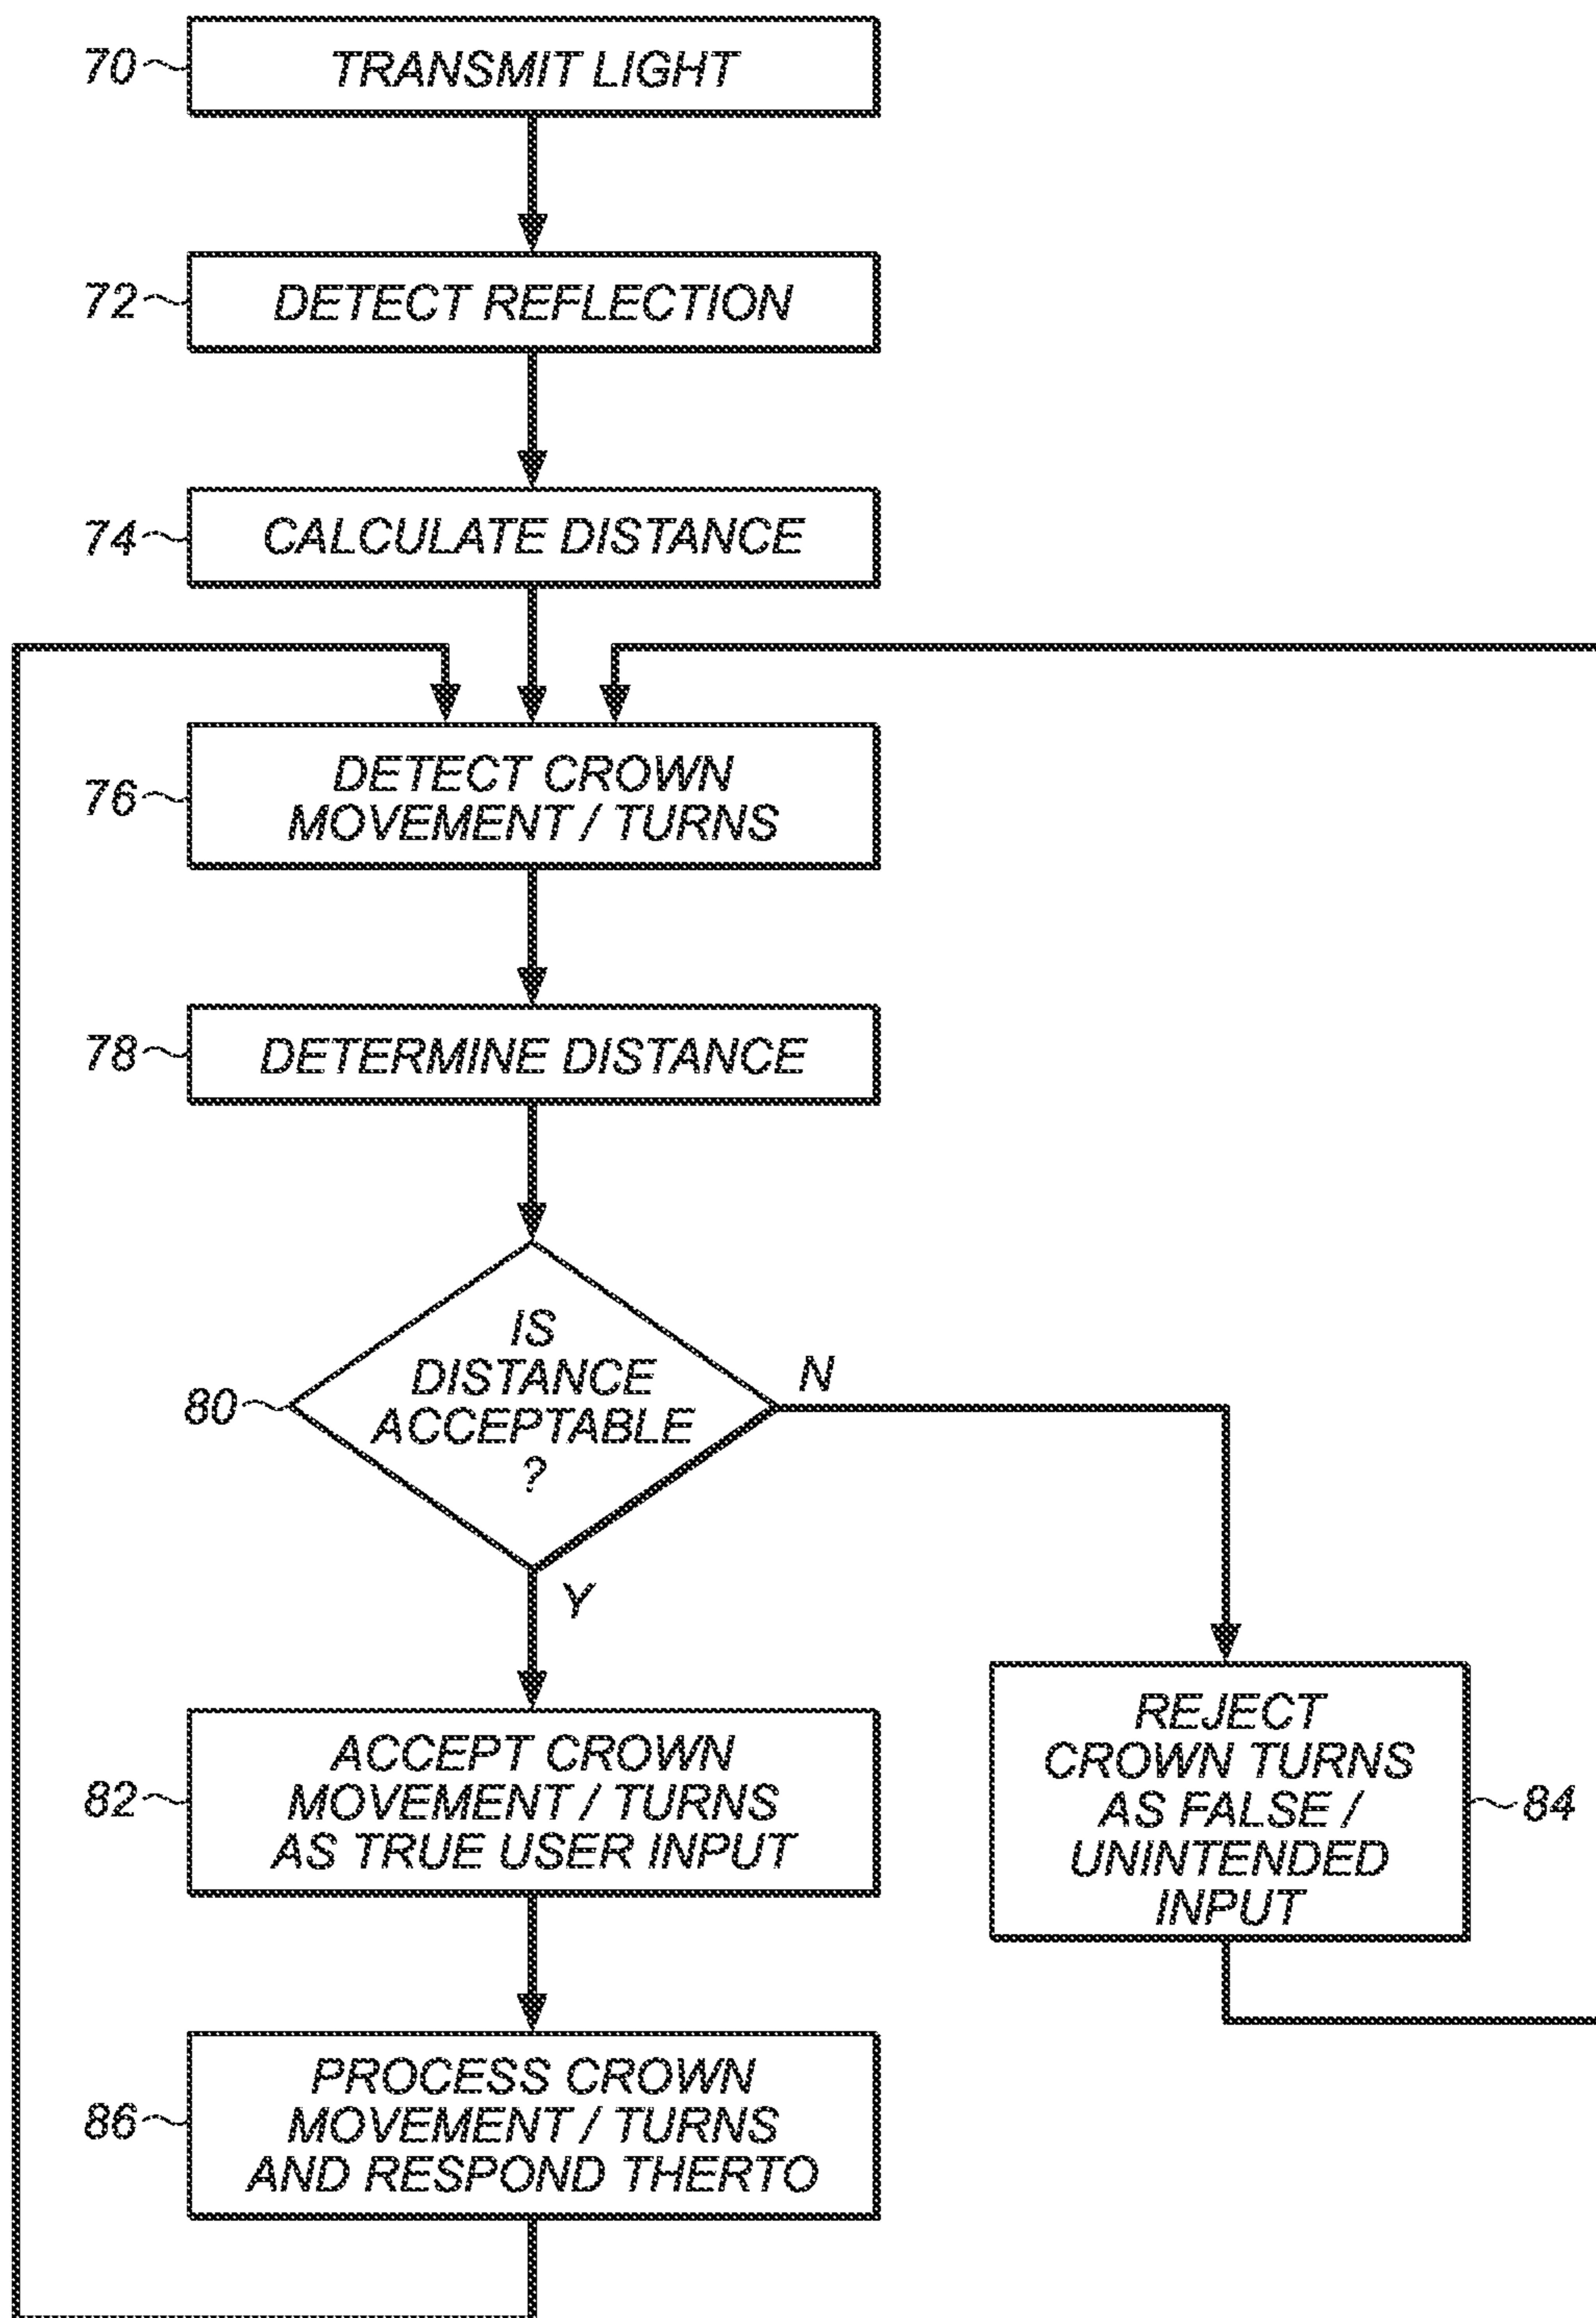 70
TRANSMIT LIGHT
72
DETECT REFLECTION
74
CALCULATE DISTANCE
76
DETECT CROWN
MOVEMENT / TURNS
78
DETERMINE DISTANCE
80
IS
DISTANCE
ACCEPTABLE
?
N
Y
82
ACCEPT CROWN
MOVEMENT / TURNS
AS TRUE USER INPUT
REJECT
CROWN TURNS
AS FALSE /
UNINTENDED
INPUT
84
86
PROCESS CROWN
MOVEMENT / TURNS
AND RESPOND THERTO